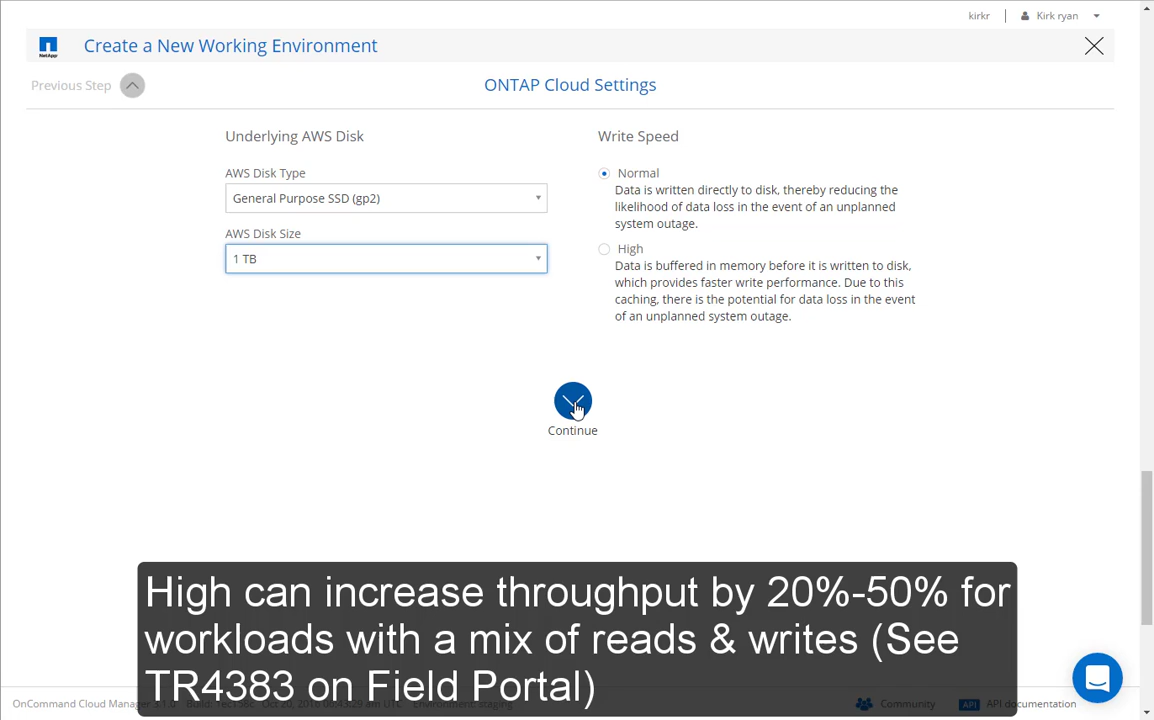 kirkr
Kirk ryan
NetApp
Create a New Working Environment
Previous Step
ONTAP Cloud Settings
Underlying AWS Disk
AWS Disk Type
General Purpose SSD (gp2)
AWS Disk Size
1 TB
Write Speed
Normal
Data is written directly to disk, thereby reducing the
likelihood of data loss in the event of an unplanned
system outage.
High
Data is buffered in memory before it is written to disk,
which provides faster write performance. Due to this
caching, there is the potential for data loss in the event
of an unplanned system outage.
Continue
High can increase throughput by 20%-50% for
workloads with a mix of reads & writes (See
TR4383 on Field Portal)
OnCommand Cloud Manager
Community
API
API documentation